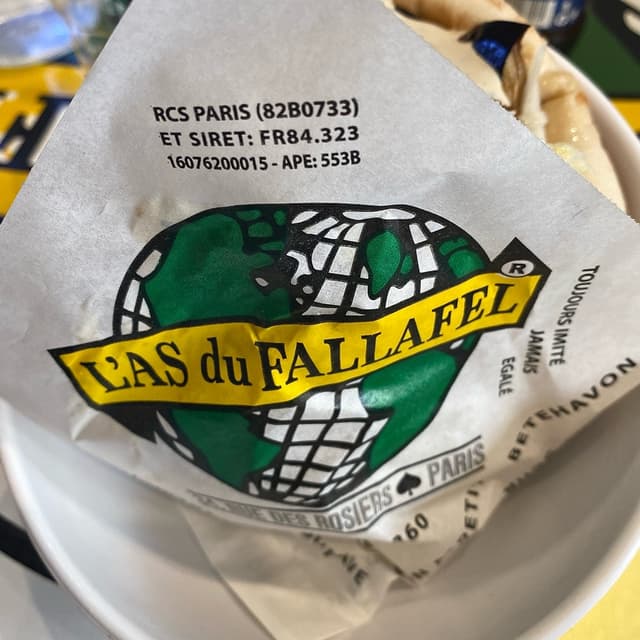 RCS PARIS (82B0733)
ET SIRET: FR84.323
16076200015 - APE: 553B
L'AS du FALLAFEL
®
TOUJOURS IMITÉ
JAMAIS
ÉGALÉ
RUE DES ROSIERS ♠ PARIS
BETEHAVON
360